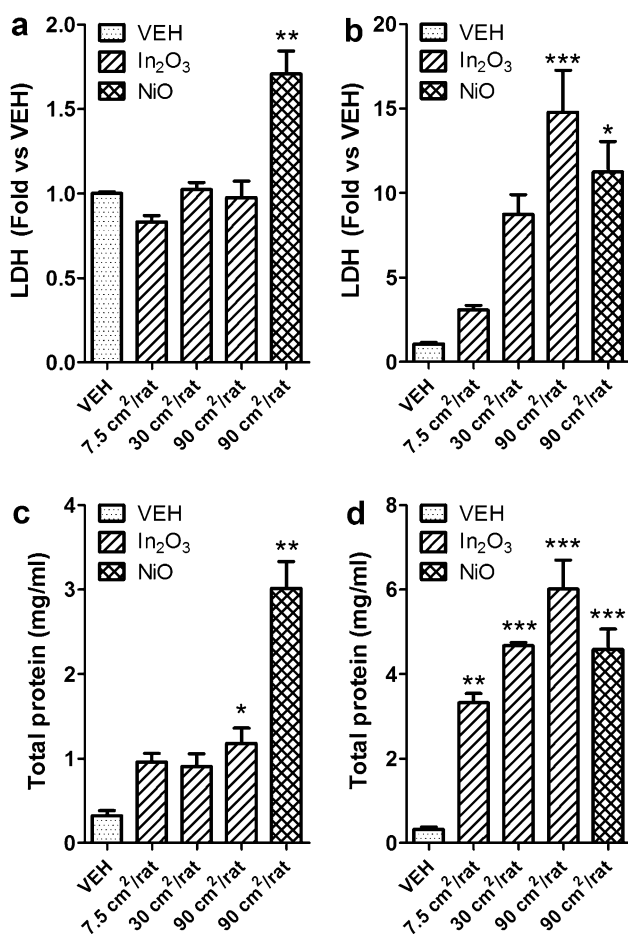 a
LDH (Fold vs VEH)
2.0
1.5
1.0
0.5
0.0
VEH
In₂O₃
NiO
**
VEH
7.5 cm²/rat
30 cm²/rat
90 cm²/rat
90 cm²/rat
b
LDH (Fold vs VEH)
20
15
10
5
0
VEH
In₂O₃
NiO
***
*
VEH
7.5 cm²/rat
30 cm²/rat
90 cm²/rat
90 cm²/rat
c
Total protein (mg/ml)
4
3
2
1
0
VEH
In₂O₃
NiO
*
**
VEH
7.5 cm²/rat
30 cm²/rat
90 cm²/rat
90 cm²/rat
d
Total protein (mg/ml)
8
6
4
2
0
VEH
In₂O₃
NiO
**
***
***
***
VEH
7.5 cm²/rat
30 cm²/rat
90 cm²/rat
90 cm²/rat